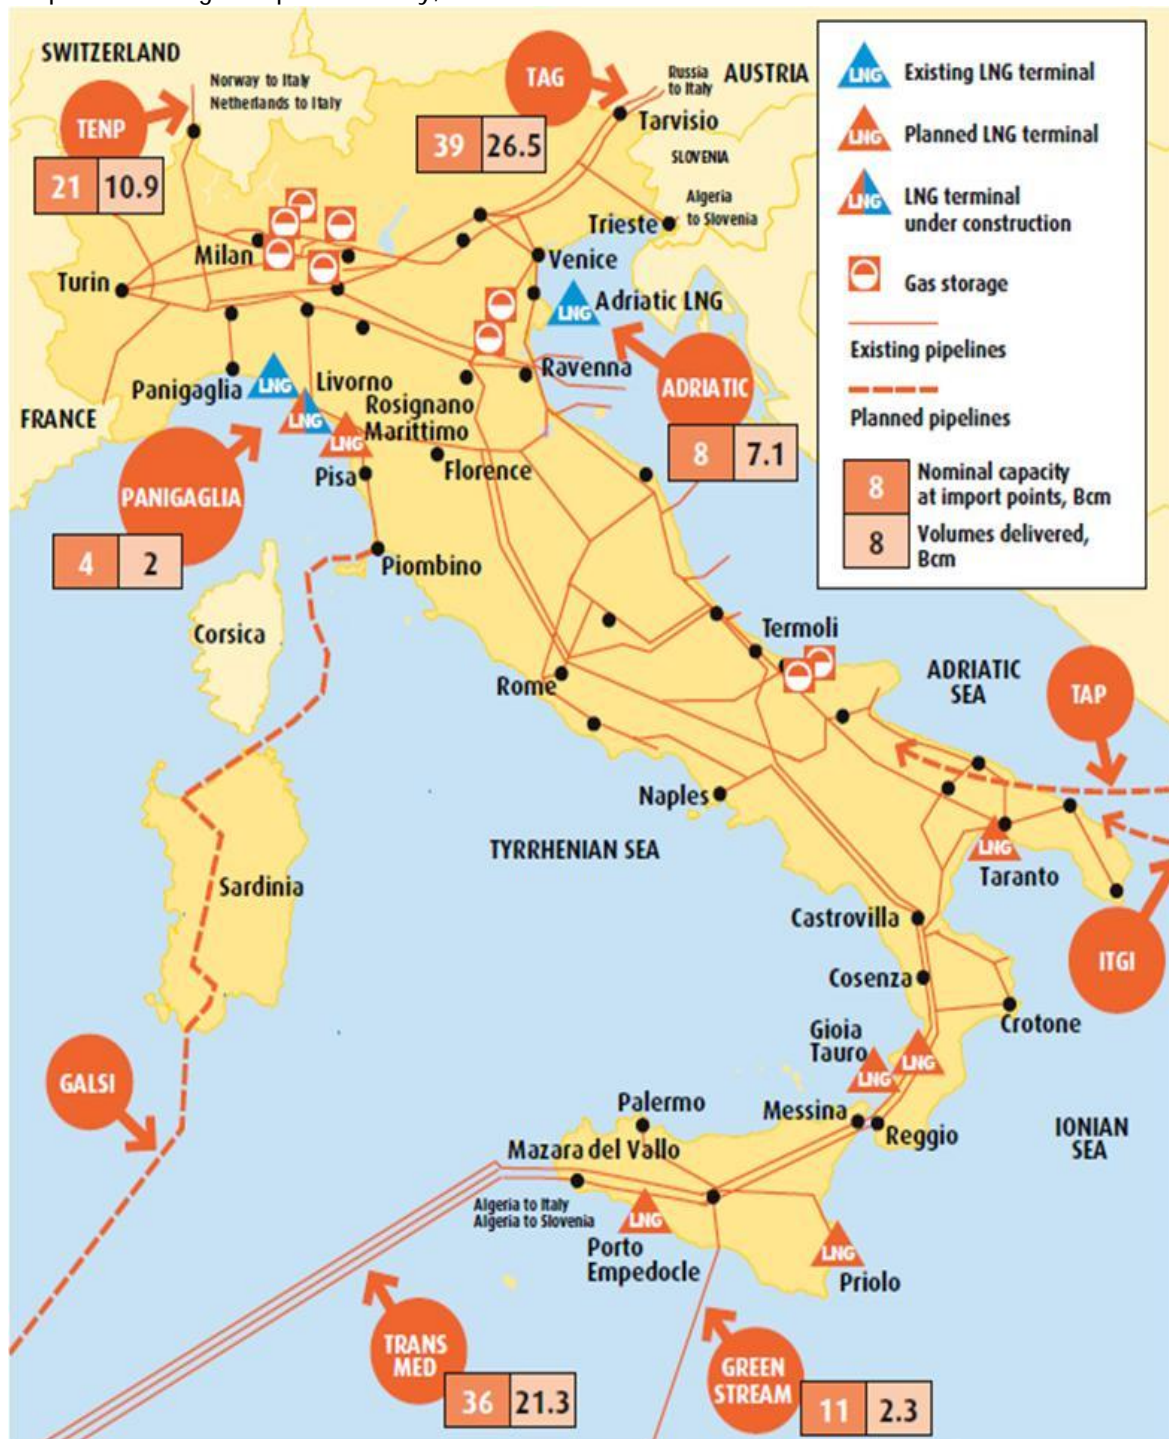 SWITZERLAND
Norway to Italy
Netherlands to Italy
TENP
21 10.9
TAG
39 26.5
Russia
to Italy
AUSTRIA
Tarvisio
SLOVENIA
Algeria
to Slovenia
Trieste
Milan
Venice
Turin
Adriatic LNG
LNG
ADRIATIC
8 7.1
Ravenna
Panigaglia
LNG
Livorno
LNG
Rosignano
Marittimo
LNG
FRANCE
PANIGAGLIA
4 2
Pisa
Florence
Piombino
Corsica
LNG
Existing LNG terminal
LNG
Planned LNG terminal
LNG
LNG terminal
under construction
Gas storage
Existing pipelines
Planned pipelines
8
Nominal capacity
at import points, Bcm
8
Volumes delivered,
Bcm
Termoli
ADRIATIC
SEA
TAP
Rome
Naples
TYRRHENIAN SEA
LNG
Taranto
Sardinia
Castrovilla
ITGI
Cosenza
Crotone
Gioia
Tauro
LNG
LNG
GALSI
Palermo
Messina
Reggio
IONIAN
SEA
Mazara del Vallo
Algeria to Italy
Algeria to Slovenia
LNG
Porto
Empedocle
LNG
Priolo
TRANS
MED
36 21.3
GREEN
STREAM
11 2.3